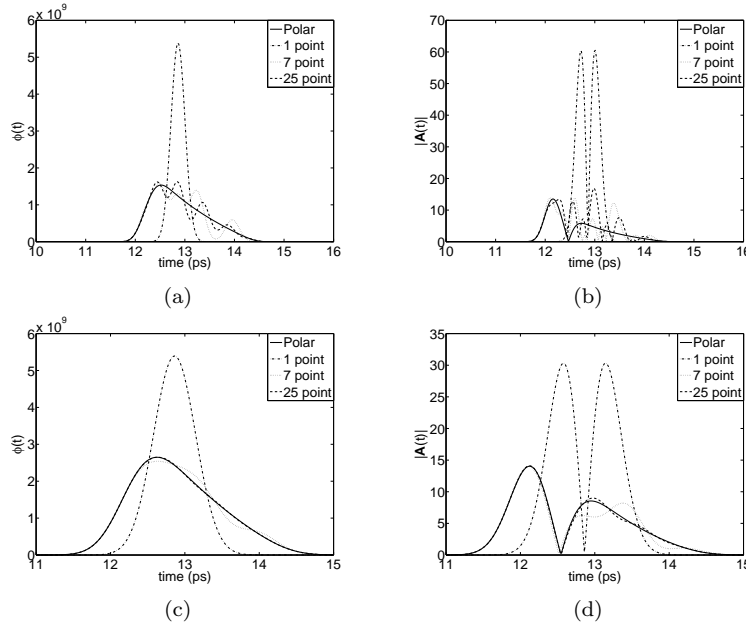 x 10⁹
6
5
4
3
2
1
0
10 11 12 13 14 15 16
ϕ(t)
time (ps)
Polar
1 point
7 point
25 point
(a)
70
60
50
40
30
20
10
0
10 11 12 13 14 15 16
|A(t)|
time (ps)
Polar
1 point
7 point
25 point
(b)
x 10⁹
6
5
4
3
2
1
0
11 12 13 14 15
ϕ(t)
time (ps)
Polar
1 point
7 point
25 point
(c)
35
30
25
20
15
10
5
0
11 12 13 14 15
|A(t)|
time (ps)
Polar
1 point
7 point
25 point
(d)